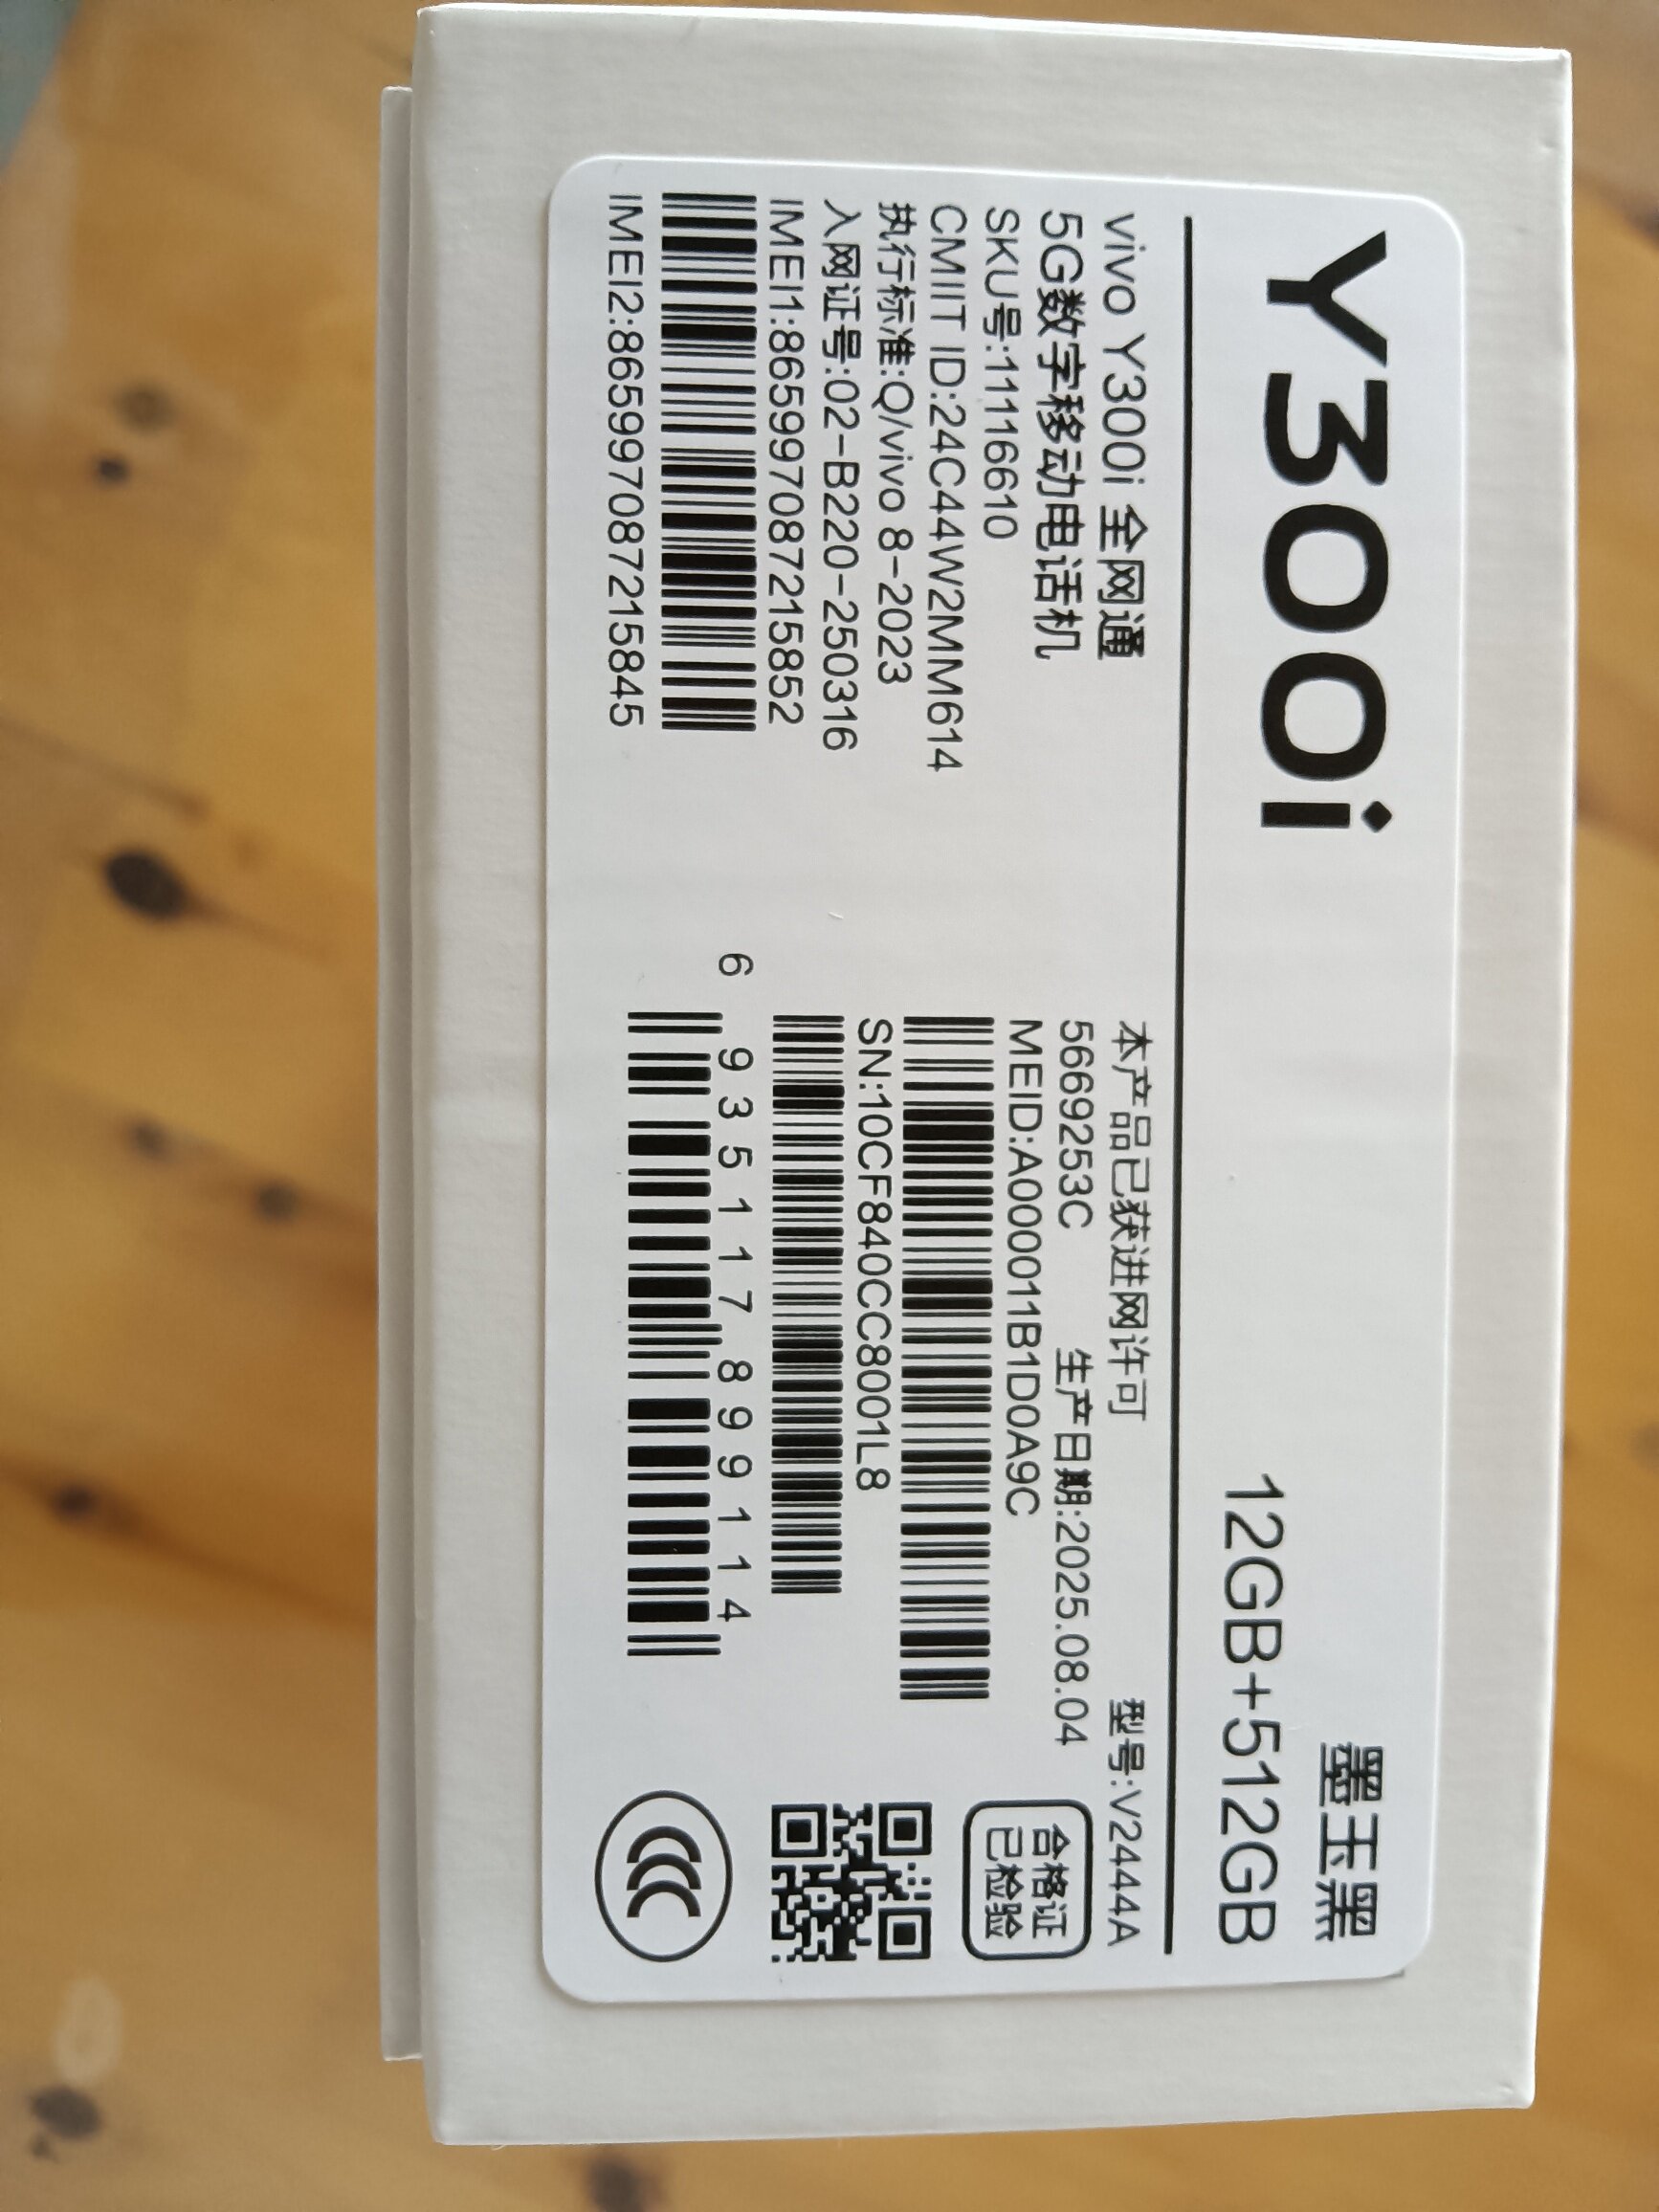 Y300i
墨玉黑
12GB+512GB
vivo Y300i 全网通
5G数字移动电话机
SKU号:11116610
CMIIT ID:24C44W2MM614
执行标准:Q/vivo 8-2023
入网证号:02-B220-250316
IMEI1:865997087215852
IMEI2:865997087215845
本产品已获进网许可
型号:V2444A
5669253C 生产日期:2025.08.04
MEID:A000011B1D0A9C
SN:10CF840CC8001L8
6 935117 899114
合格证
已检验
CCC